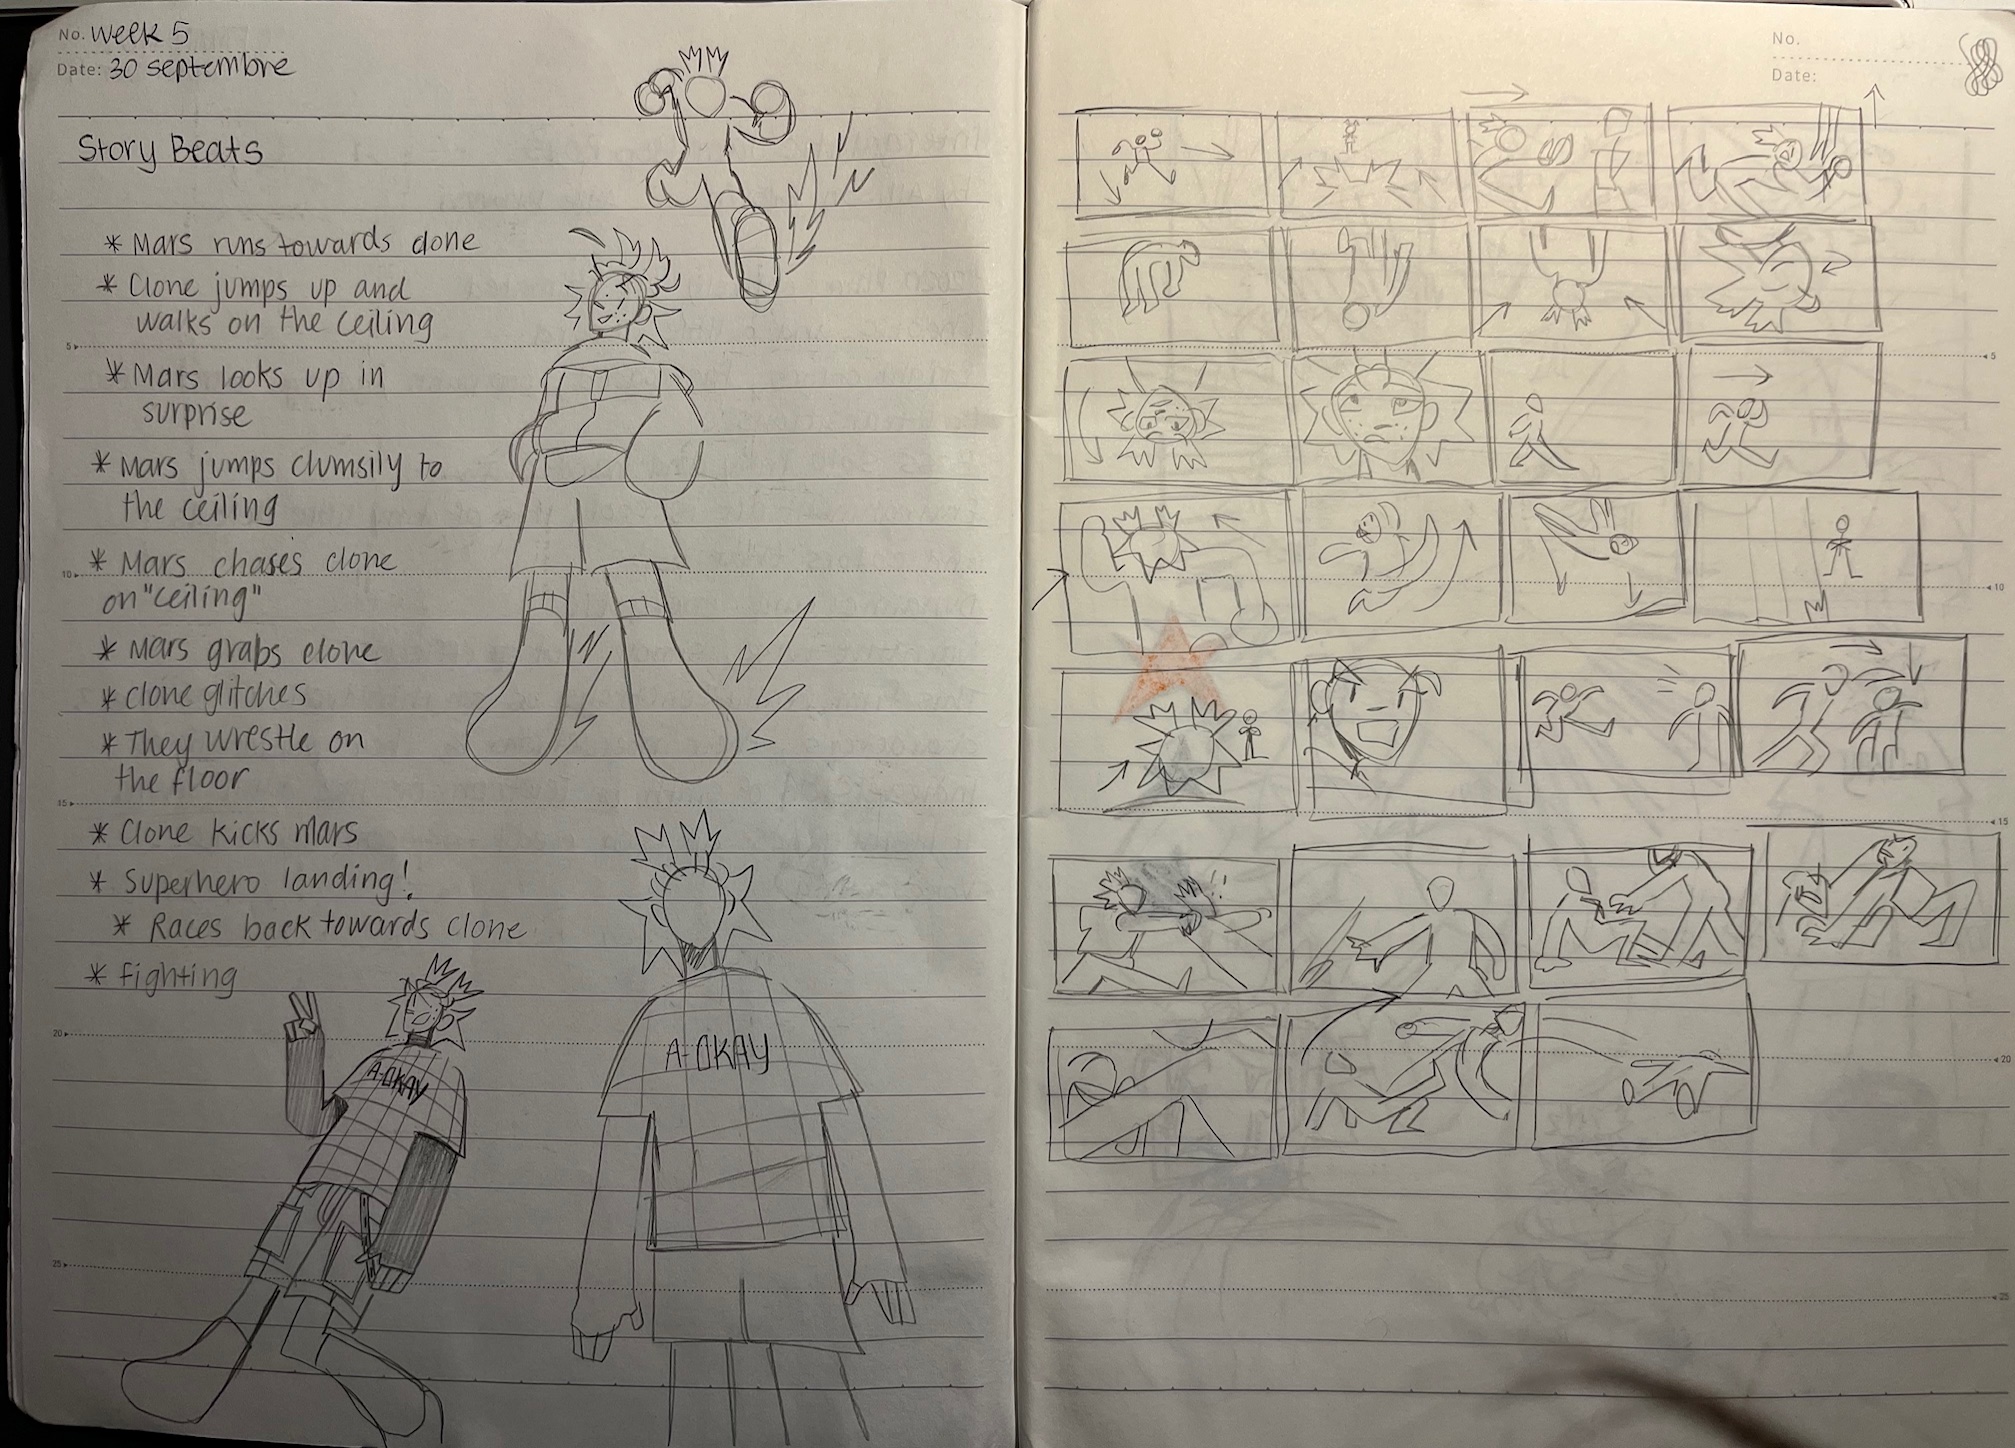 No. Week 5
Date: 30 septembre
Story Beats
* Mars runs towards clone
* Clone jumps up and
walks on the ceiling
* Mars looks up in
surprise
* Mars jumps clumsily to
the ceiling
* Mars chases clone
on "ceiling"
* Mars grabs clone
* clone glitches
* They wrestle on
the floor
* Clone kicks mars
* Superhero landing!
* Races back towards clone
* fighting
A-OKAY
A-OKAY
5
10
15
20
25
No.
Date:
5
10
15
20
25